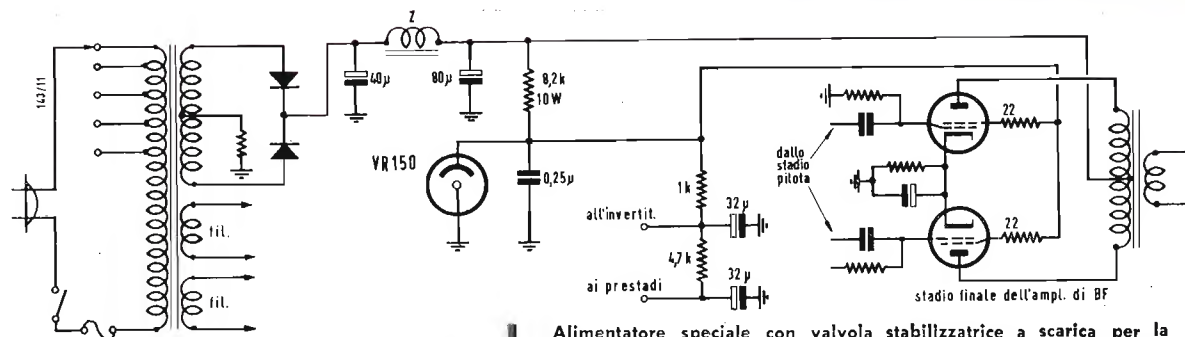 143/11
Z
40µ
80µ
8,2k
10W
VR150
0,25µ
1k
32µ
all'invertit.
4,7k
32µ
ai prestadi
dallo
stadio
pilota
22
22
stadio finale dell'ampl. di BF
fil.
fil.
Alimentatore speciale con valvola stabilizzatrice a scarica per la